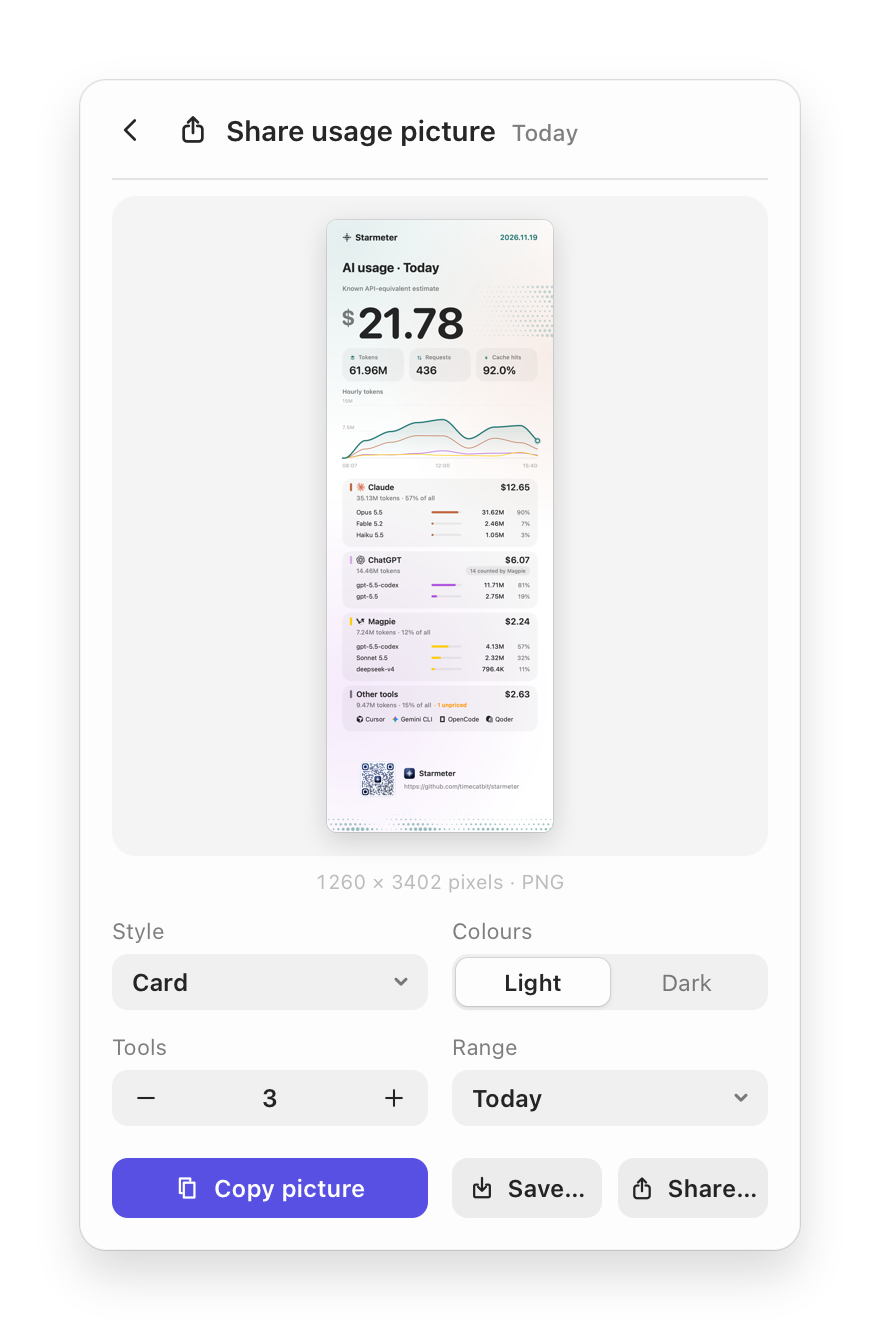 Share usage picture Today
Starmeter 2026.11.19
AI usage · Today
Known API-equivalent estimate
$21.78
Tokens Requests Cache hits
61.96M 436 92.0%
Hourly tokens
15M
7.5M
08:07 12:00 15:40
Claude $12.65
35.13M tokens · 57% of all
Opus 5.5 31.62M 90%
Fable 5.2 2.46M 7%
Haiku 5.5 1.05M 3%
ChatGPT $6.07
14.46M tokens 14 counted by Magpie
gpt-5.5-codex 11.71M 81%
gpt-5.5 2.75M 19%
Magpie $2.24
7.24M tokens · 12% of all
gpt-5.5-codex 4.13M 57%
Sonnet 5.5 2.32M 32%
deepseek-v4 796.4K 11%
Other tools $2.63
9.47M tokens · 15% of all · 1 unpriced
Cursor Gemini CLI OpenCode Qoder
Starmeter
https://github.com/timecatbit/starmeter
1260 × 3402 pixels · PNG
Style Colours
Card Light Dark
Tools Range
3 Today
Copy picture Save... Share...